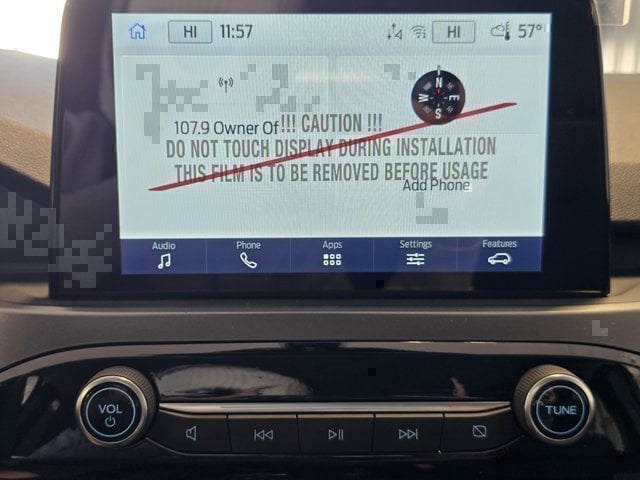 HI 11:57 HI 57°
N
W E
S
107.9 Owner Of !!! CAUTION !!!
DO NOT TOUCH DISPLAY DURING INSTALLATION
THIS FILM IS TO BE REMOVED BEFORE USAGE
Add Phone
Audio Phone Apps Settings Features
VOL TUNE